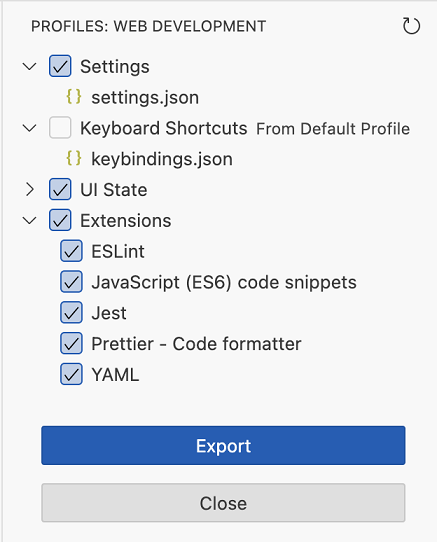 PROFILES: WEB DEVELOPMENT
Settings
{} settings.json
Keyboard Shortcuts From Default Profile
{} keybindings.json
UI State
Extensions
ESLint
JavaScript (ES6) code snippets
Jest
Prettier - Code formatter
YAML
Export
Close